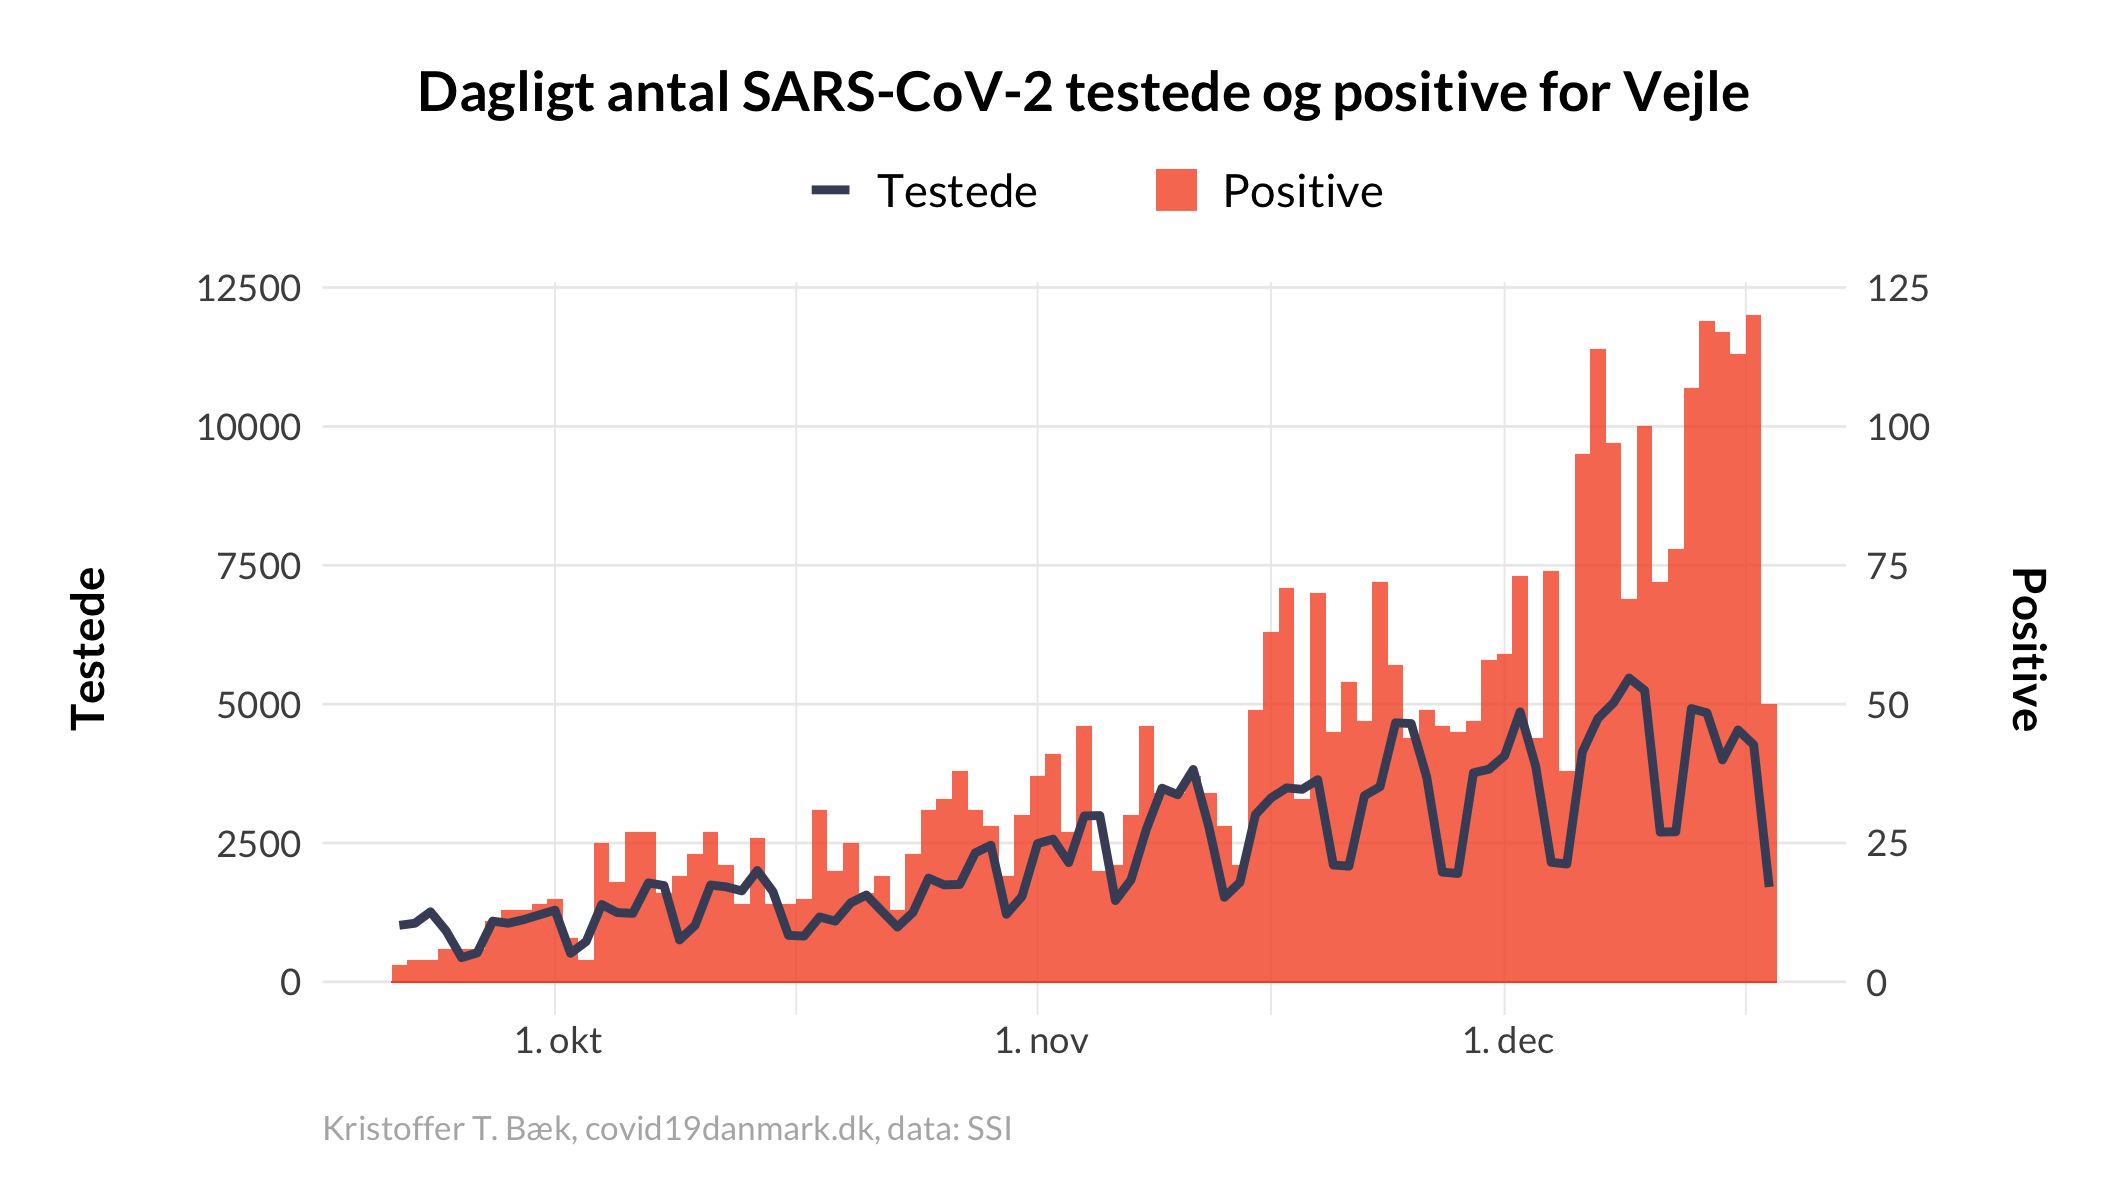 Dagligt antal SARS-CoV-2 testede og positive for Vejle
Testede
Positive
12500
10000
7500
5000
2500
0
125
100
75
50
25
0
Testede
Positive
1. okt
1. nov
1. dec
Kristoffer T. Bæk, covid19danmark.dk, data: SSI